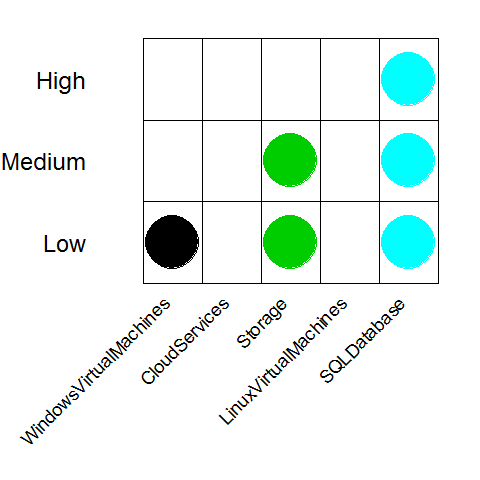 High
Medium
Low
WindowsVirtualMachines
CloudServices
Storage
LinuxVirtualMachines
SQLDatabase